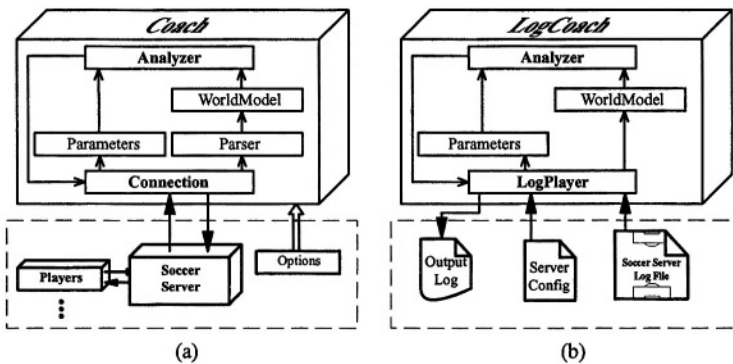 Coach
Analyzer
WorldModel
Parameters
Parser
Connection
Players
Soccer
Server
Options
(a)
LogCoach
Analyzer
WorldModel
Parameters
LogPlayer
Output
Log
Server
Config
Soccer Server
Log File
(b)